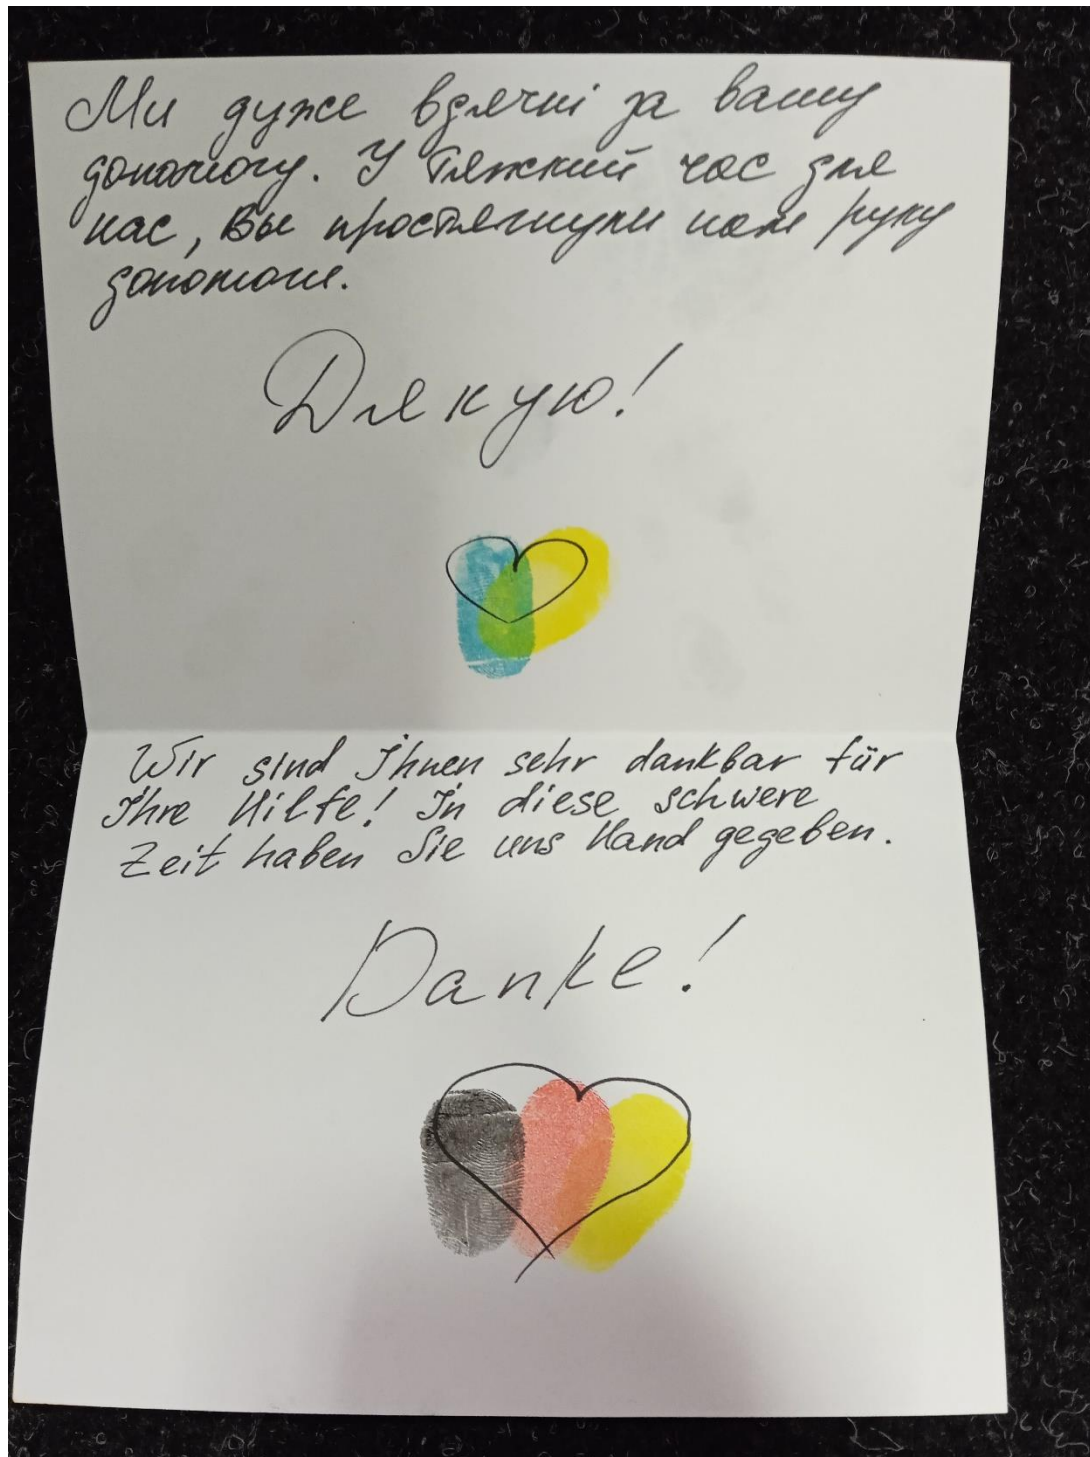 Ми дуже вдячні за вашу
допомогу. У тяжкий час для
нас, Вы простягнули нам руку
допомоги.
Дякую!
Wir sind Ihnen sehr dankbar für
Ihre Hilfe! In diese schwere
Zeit haben Sie uns Hand gegeben.
Danke!